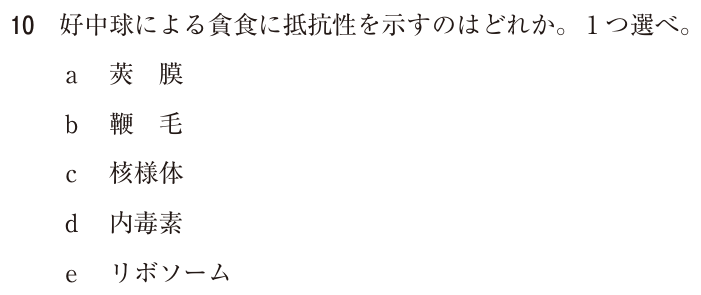 10 好中球による貪食に抵抗性を示すのはどれか。1つ選べ。
a 莢　膜
b 鞭　毛
c 核様体
d 内毒素
e リボソーム